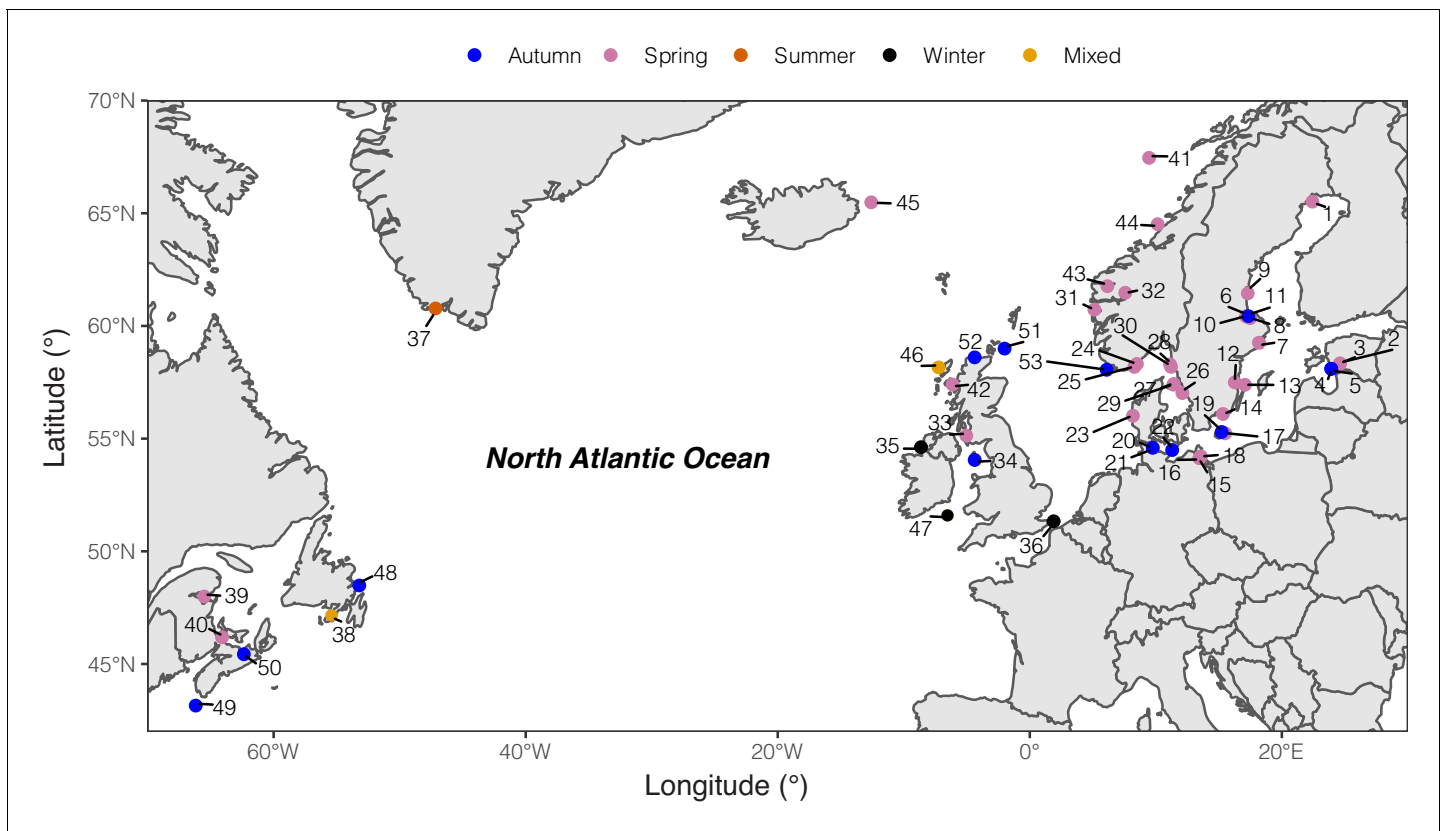 Autumn Spring Summer Winter Mixed
70°N
41
45
1
65°N
44
9
43
6 11
31 32
10 8
60°N
37
30
51
52 28 7 2
24 12 3
46 53
26
42 25 4 5
27 13
29 19 14
33 22
23 17
55°N
35 20
North Atlantic Ocean
34 21 16 18
15
47
36
50°N
48
39
40 38
50
45°N
49
60°W 40°W 20°W 0° 20°E
Longitude (°)
Latitude (°)